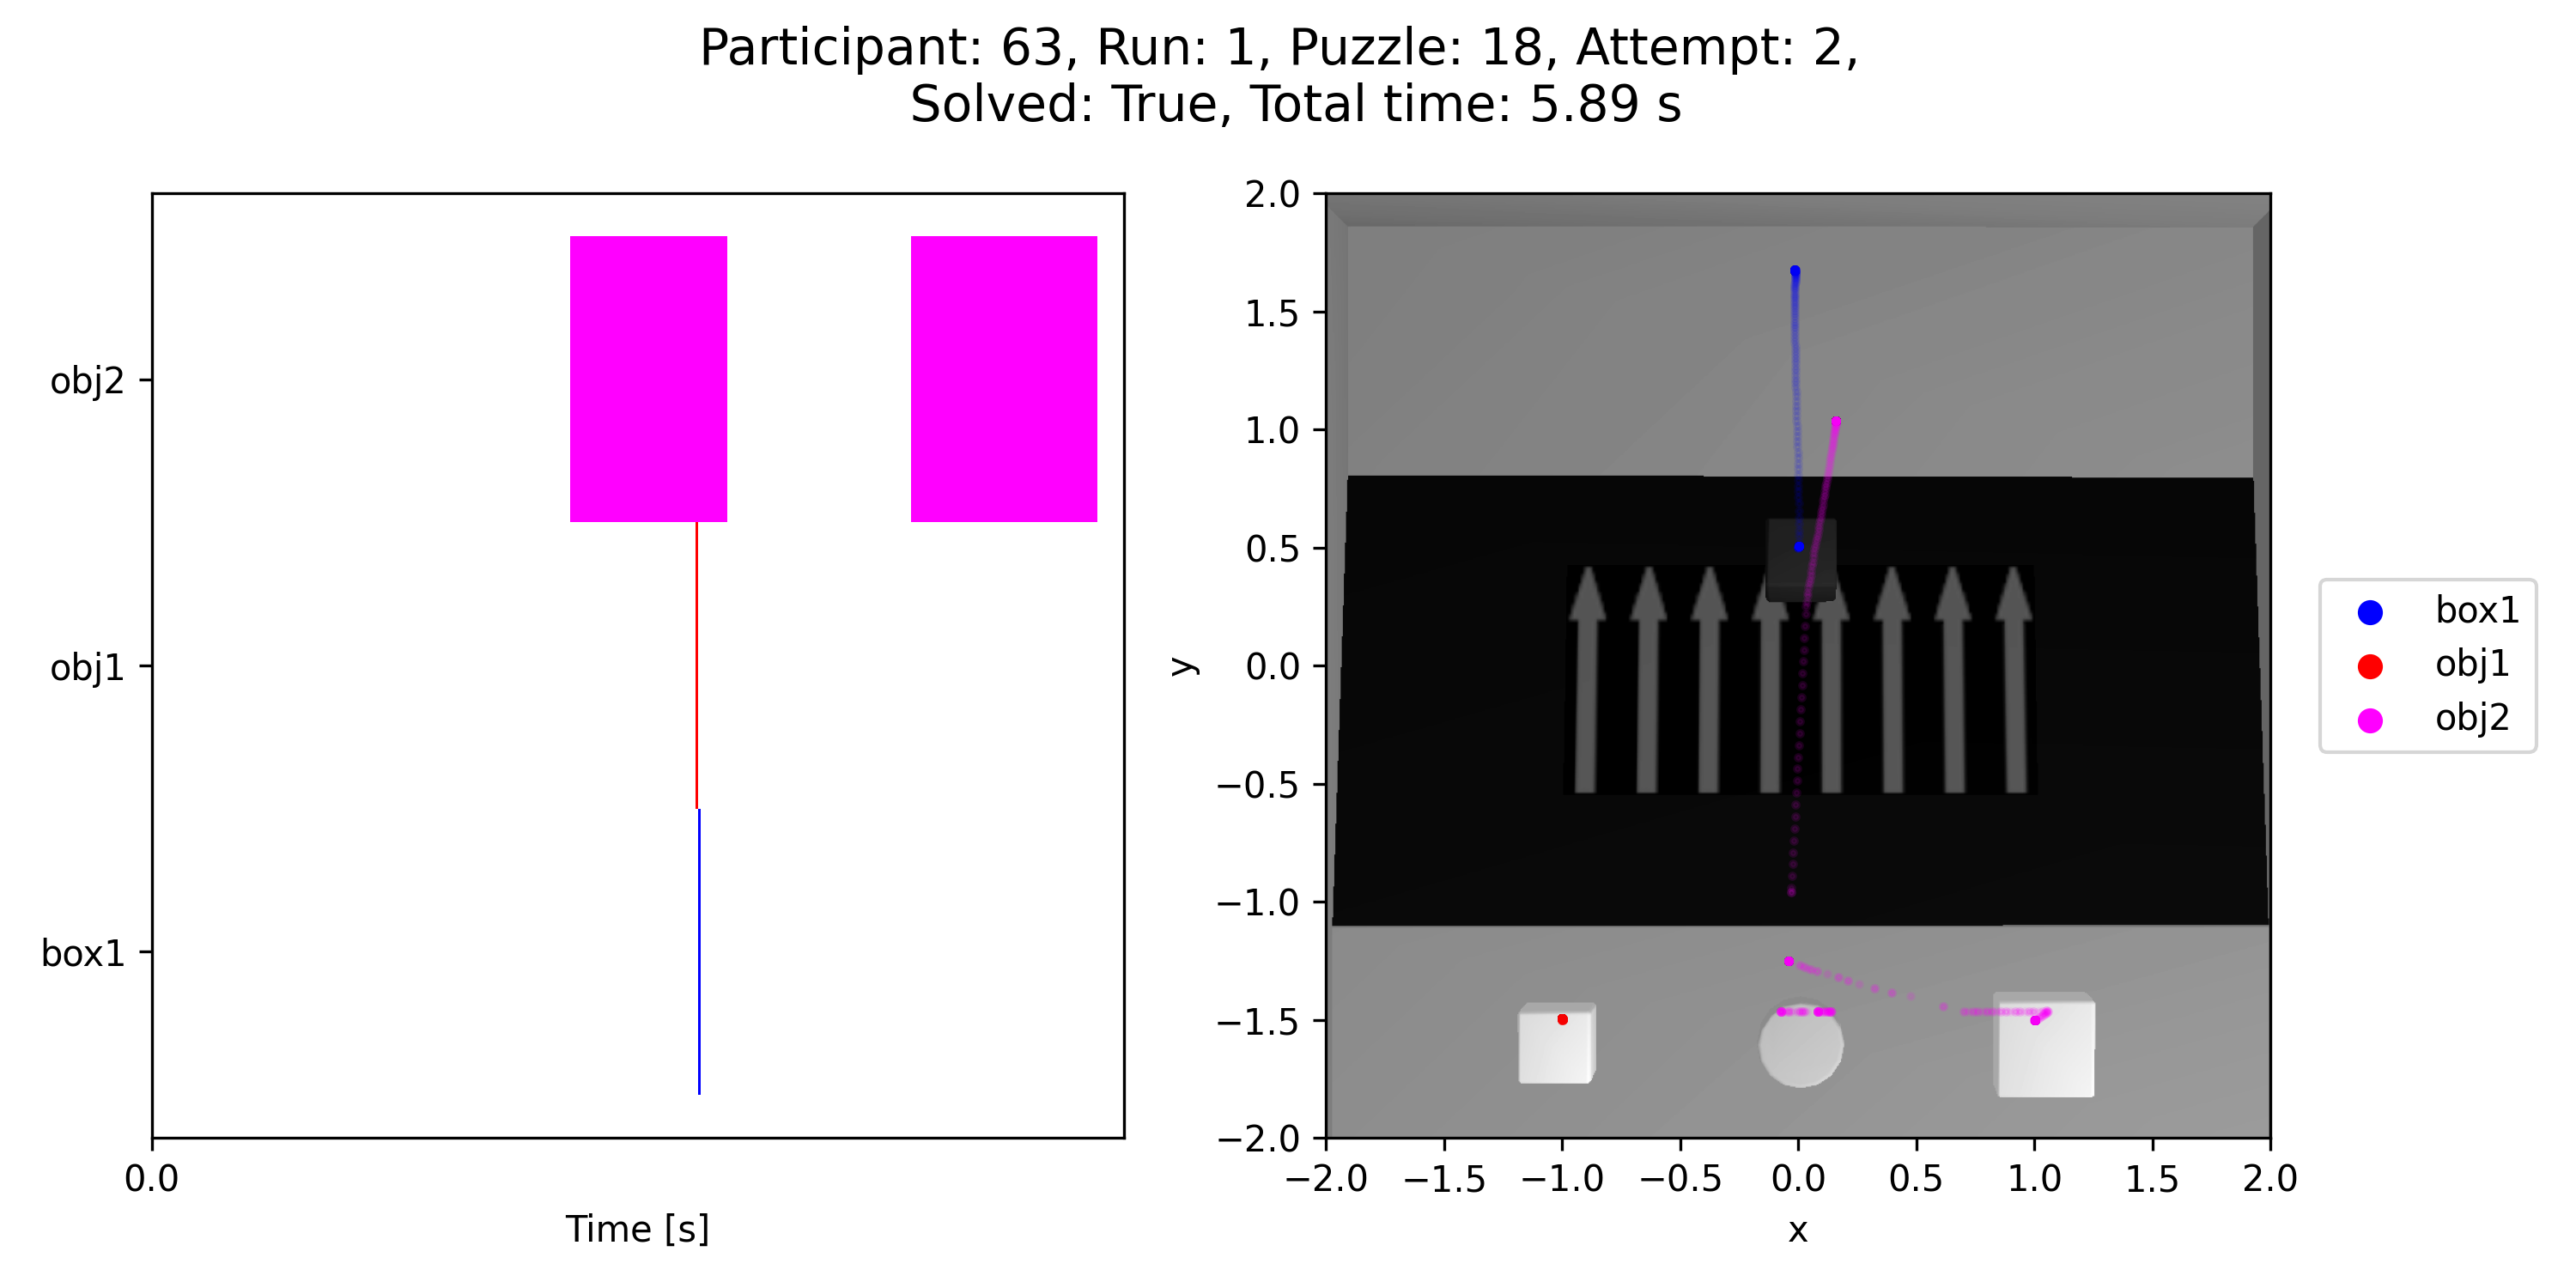 Participant: 63, Run: 1, Puzzle: 18, Attempt: 2,
Solved: True, Total time: 5.89 s
obj2
obj1
box1
0.0
Time [s]
2.0
1.5
1.0
0.5
0.0
−0.5
−1.0
−1.5
−2.0
y
−2.0 −1.5 −1.0 −0.5 0.0 0.5 1.0 1.5 2.0
x
box1
obj1
obj2